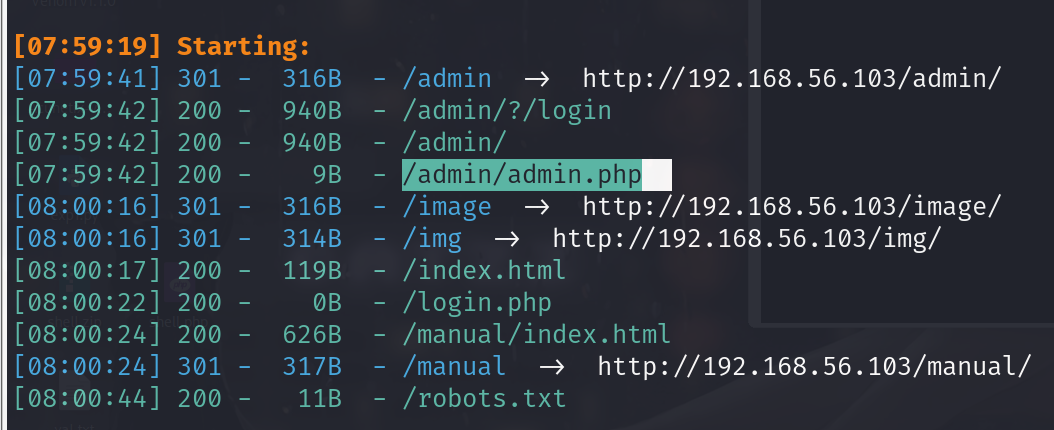 [07:59:19] Starting:
[07:59:41] 301 -  316B  - /admin  ->  http://192.168.56.103/admin/
[07:59:42] 200 -  940B  - /admin/?/login
[07:59:42] 200 -  940B  - /admin/
[07:59:42] 200 -    9B  - /admin/admin.php
[08:00:16] 301 -  316B  - /image  ->  http://192.168.56.103/image/
[08:00:16] 301 -  314B  - /img  ->  http://192.168.56.103/img/
[08:00:17] 200 -  119B  - /index.html
[08:00:22] 200 -    0B  - /login.php
[08:00:24] 200 -  626B  - /manual/index.html
[08:00:24] 301 -  317B  - /manual  ->  http://192.168.56.103/manual/
[08:00:44] 200 -   11B  - /robots.txt